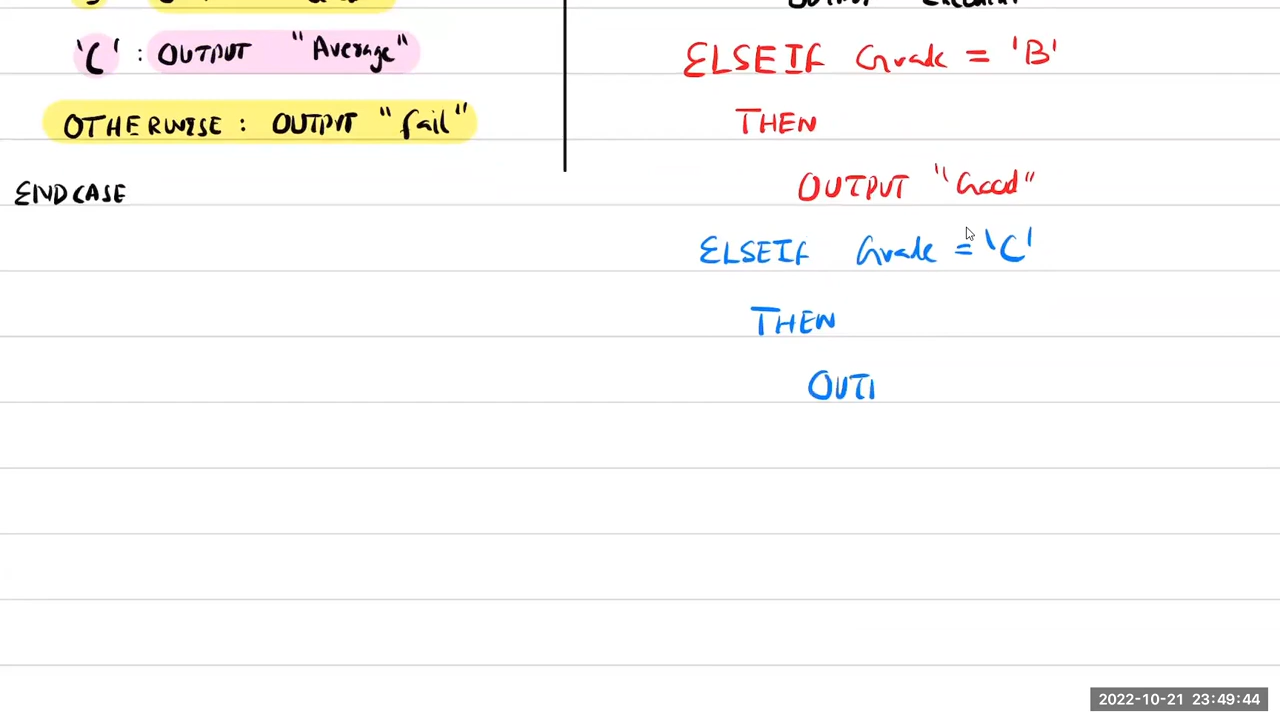 'C' : OUTPUT "Average"
OTHERWISE : OUTPUT "fail"
ENDCASE
ELSEIF Grade = 'B'
THEN
OUTPUT "Good"
ELSEIF Grade = 'C'
THEN
2022-10-21 23:49:44